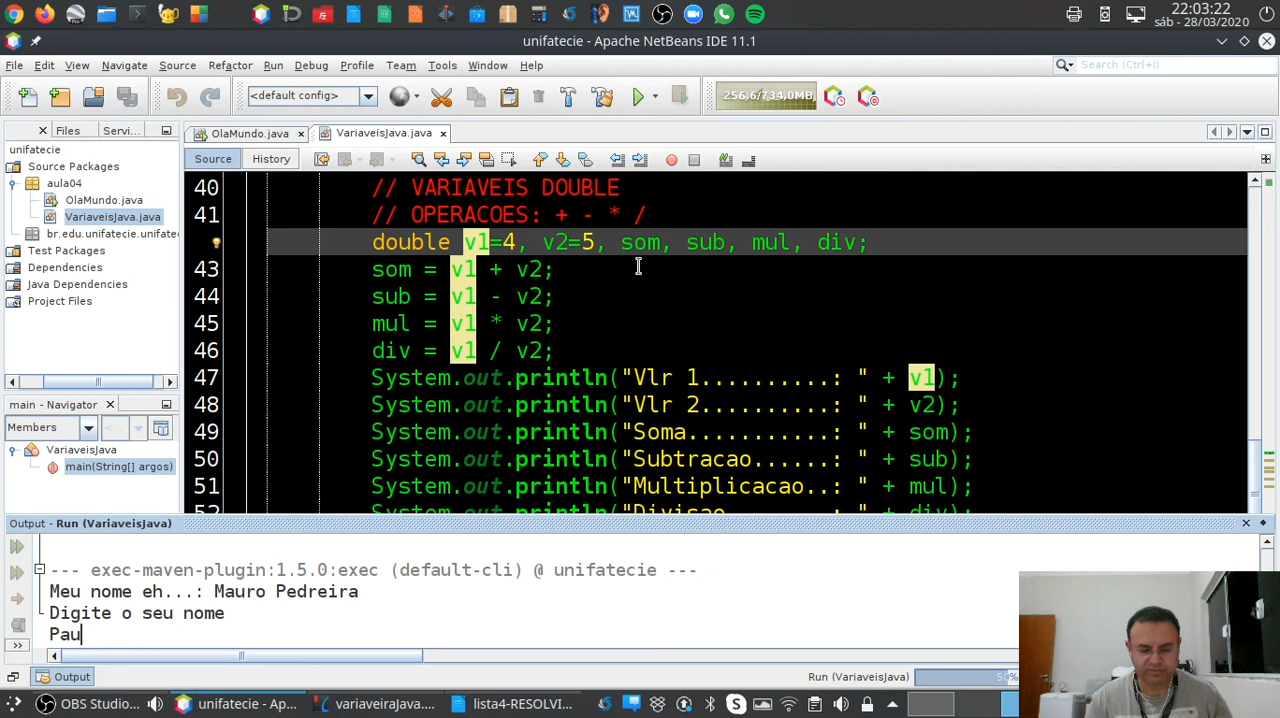 22:03:22
sáb - 28/03/2020
unifatecie - Apache NetBeans IDE 11.1
File Edit View Navigate Source Refactor Run Debug Profile Team Tools Window Help
Search (Ctrl+I)
<default config>
256,6/734,0MB
Files Servi...
OlaMundo.java VariaveisJava.java
unifatecie
Source Packages
aula04
OlaMundo.java
VariaveisJava.java
br.edu.unifatecie
Test Packages
Dependencies
Java Dependencies
Project Files
Source History
40 // VARIAVEIS DOUBLE
41 // OPERACOES: + - * /
double v1=4, v2=5, som, sub, mul, div;
43 som = v1 + v2;
44 sub = v1 - v2;
45 mul = v1 * v2;
46 div = v1 / v2;
47 System.out.println("Vlr 1..........: " + v1);
48 System.out.println("Vlr 2..........: " + v2);
49 System.out.println("Soma...........: " + som);
50 System.out.println("Subtracao......: " + sub);
51 System.out.println("Multiplicacao..: " + mul);
main - Navigator
Members
<...>
VariaveisJava
main(String[] argos)
Output - Run (VariaveisJava)
--- exec-maven-plugin:1.5.0:exec (default-cli) @ unifatecie ---
Meu nome eh...: Mauro Pedreira
Digite o seu nome
Pau
Output
Run (VariaveisJava)
OBS Studio... unifatecie - Ap... variaveiraJava.... lista4-RESOLVI...